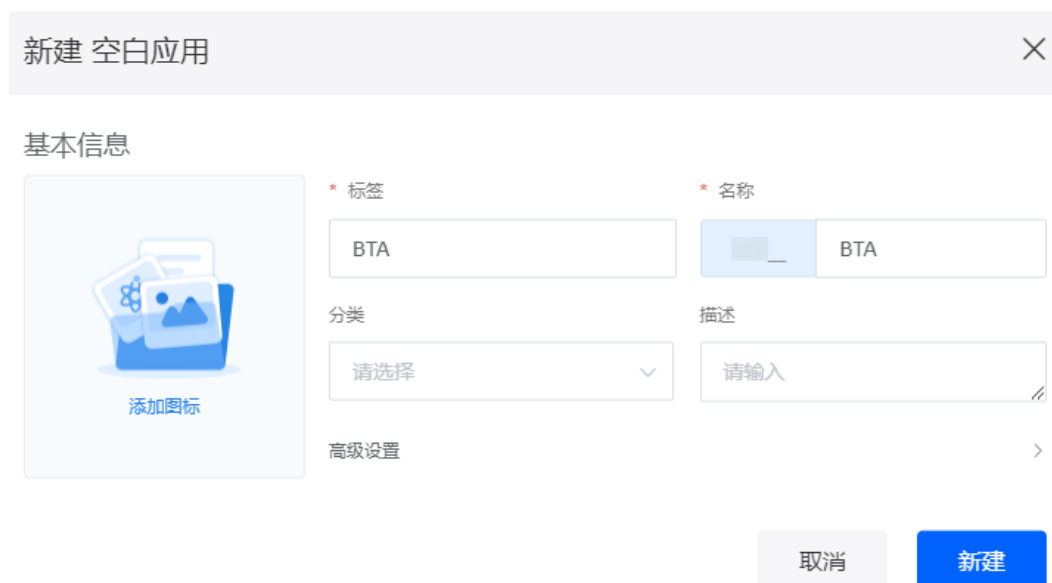 新建 空白应用
基本信息
* 标签
* 名称
BTA
__ BTA
分类
描述
请选择
请输入
添加图标
高级设置
取消
新建